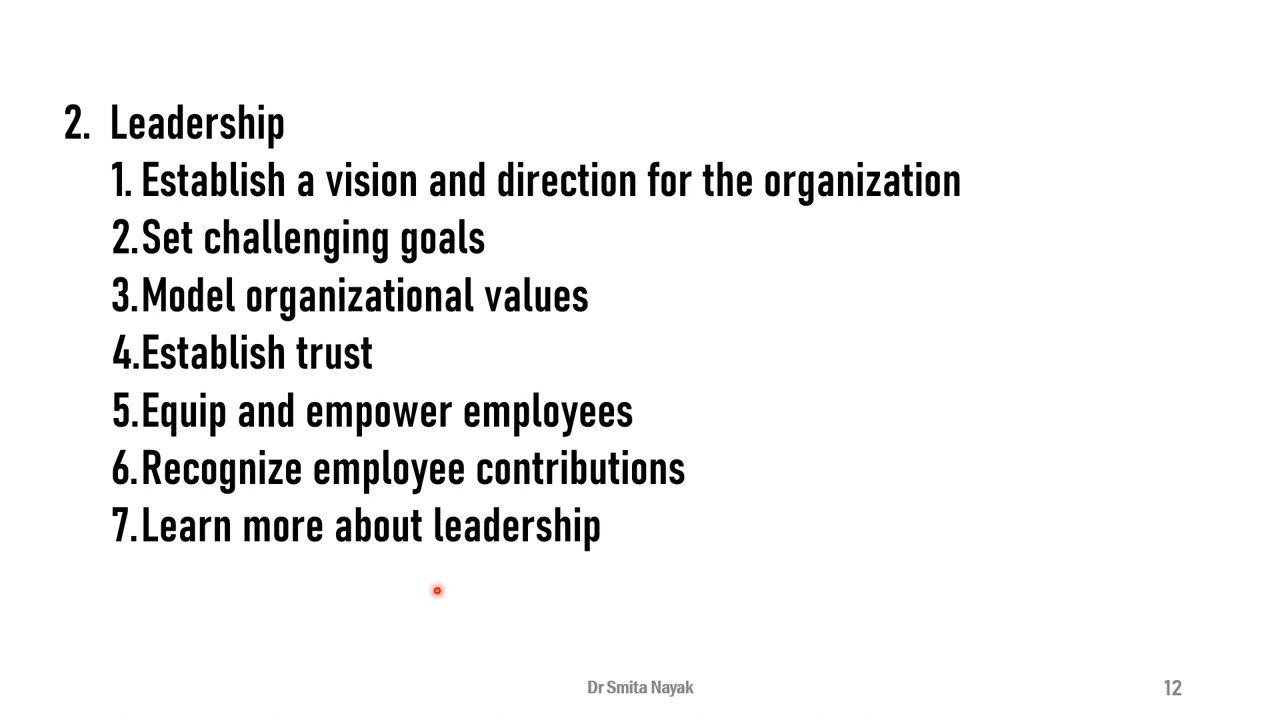 2. Leadership
1. Establish a vision and direction for the organization
2.Set challenging goals
3.Model organizational values
4.Establish trust
5.Equip and empower employees
6.Recognize employee contributions
7.Learn more about leadership
Dr Smita Nayak
12